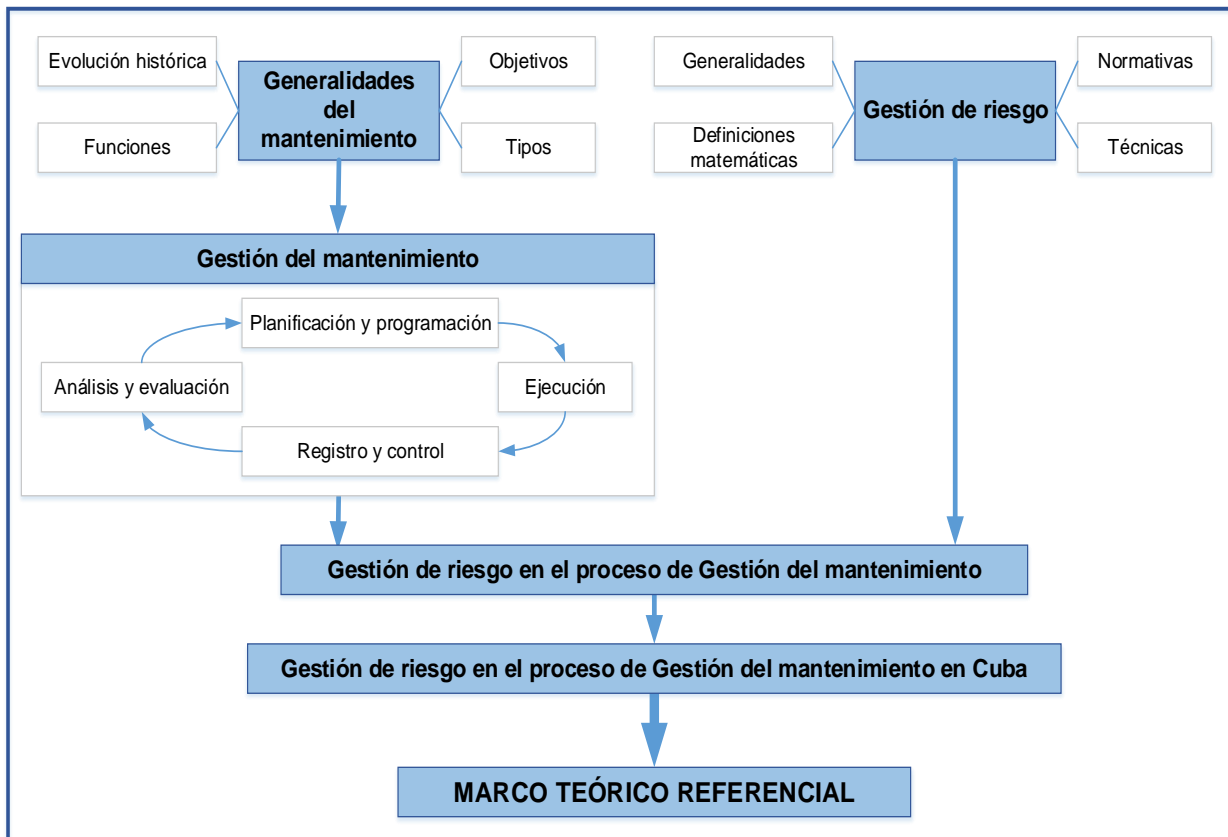 Evolución histórica
Objetivos
Generalidades
Normativas
Generalidades
del
mantenimiento
Gestión de riesgo
Funciones
Tipos
Definiciones
matemáticas
Técnicas
Gestión del mantenimiento
Planificación y programación
Análisis y evaluación
Ejecución
Registro y control
Gestión de riesgo en el proceso de Gestión del mantenimiento
Gestión de riesgo en el proceso de Gestión del mantenimiento en Cuba
MARCO TEÓRICO REFERENCIAL